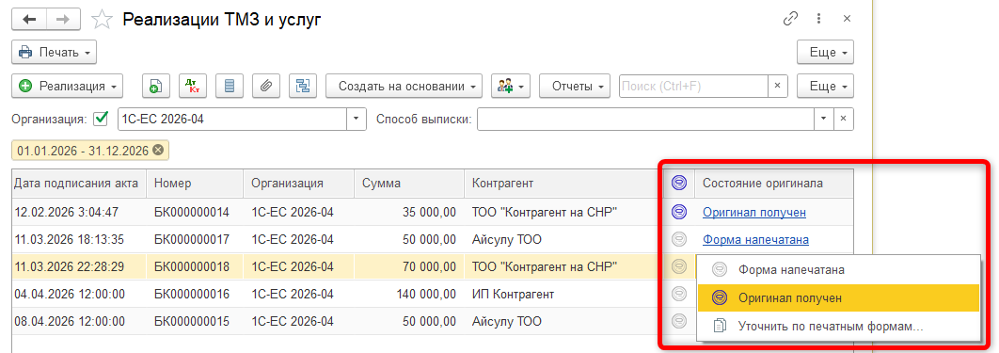 Реализации ТМЗ и услуг
Печать
Еще
Реализация
Дт Кт
Создать на основании
Отчеты
Поиск (Ctrl+F)
×
Еще
Организация: 1С-ЕС 2026-04 Способ выписки: ×
01.01.2026 - 31.12.2026
Дата подписания акта Номер Организация Сумма Контрагент Состояние оригинала
12.02.2026 3:04:47 БК000000014 1С-ЕС 2026-04 35 000,00 ТОО "Контрагент на СНР" Оригинал получен
11.03.2026 18:13:35 БК000000017 1С-ЕС 2026-04 50 000,00 Айсулу ТОО Форма напечатана
11.03.2026 22:28:29 БК000000018 1С-ЕС 2026-04 70 000,00 ТОО "Контрагент на СНР"
04.04.2026 12:00:00 БК000000016 1С-ЕС 2026-04 140 000,00 ИП Контрагент
08.04.2026 12:00:00 БК000000015 1С-ЕС 2026-04 50 000,00 Айсулу ТОО
Форма напечатана
Оригинал получен
Уточнить по печатным формам...